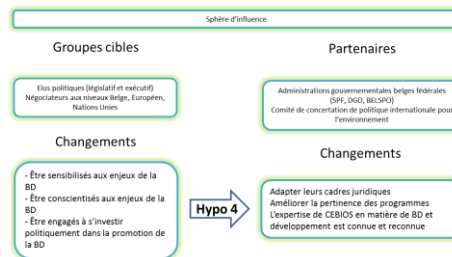 Sphère d'influence
Groupes cibles
Partenaires
Elus politiques (législatif et exécutif)
Négociateurs aux niveaux Belge, Européen,
Nations Unies
Administrations gouvernementales belges fédérales
(SPF, DGD, BELSPO)
Comité de concertation de politique internationale pour
l'environnement
Changements
Changements
- Être sensibilisés aux enjeux de la
BD
- Être conscientisés aux enjeux de la
BD
- Être engagés à s'investir
politiquement dans la promotion de
la BD
Hypo 4
Adapter leurs cadres juridiques
Améliorer la pertinence des programmes
L'expertise de CEBIOS en matière de BD et
développement est connue et reconnue